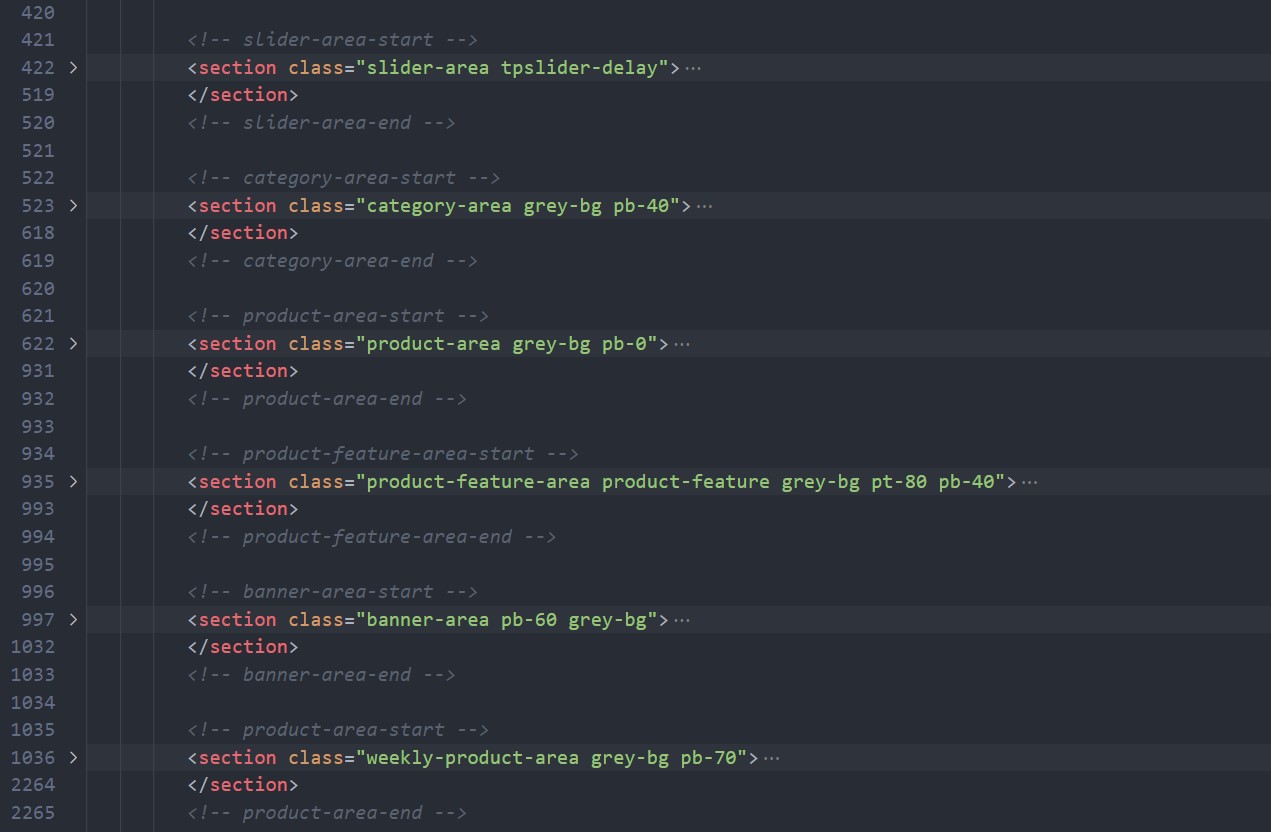 420
421 <!-- slider-area-start -->
422 > <section class="slider-area tpslider-delay">···
519 </section>
520 <!-- slider-area-end -->
521
522 <!-- category-area-start -->
523 > <section class="category-area grey-bg pb-40">···
618 </section>
619 <!-- category-area-end -->
620
621 <!-- product-area-start -->
622 > <section class="product-area grey-bg pb-0">···
931 </section>
932 <!-- product-area-end -->
933
934 <!-- product-feature-area-start -->
935 > <section class="product-feature-area product-feature grey-bg pt-80 pb-40">···
993 </section>
994 <!-- product-feature-area-end -->
995
996 <!-- banner-area-start -->
997 > <section class="banner-area pb-60 grey-bg">···
1032 </section>
1033 <!-- banner-area-end -->
1034
1035 <!-- product-area-start -->
1036 > <section class="weekly-product-area grey-bg pb-70">···
2264 </section>
2265 <!-- product-area-end -->